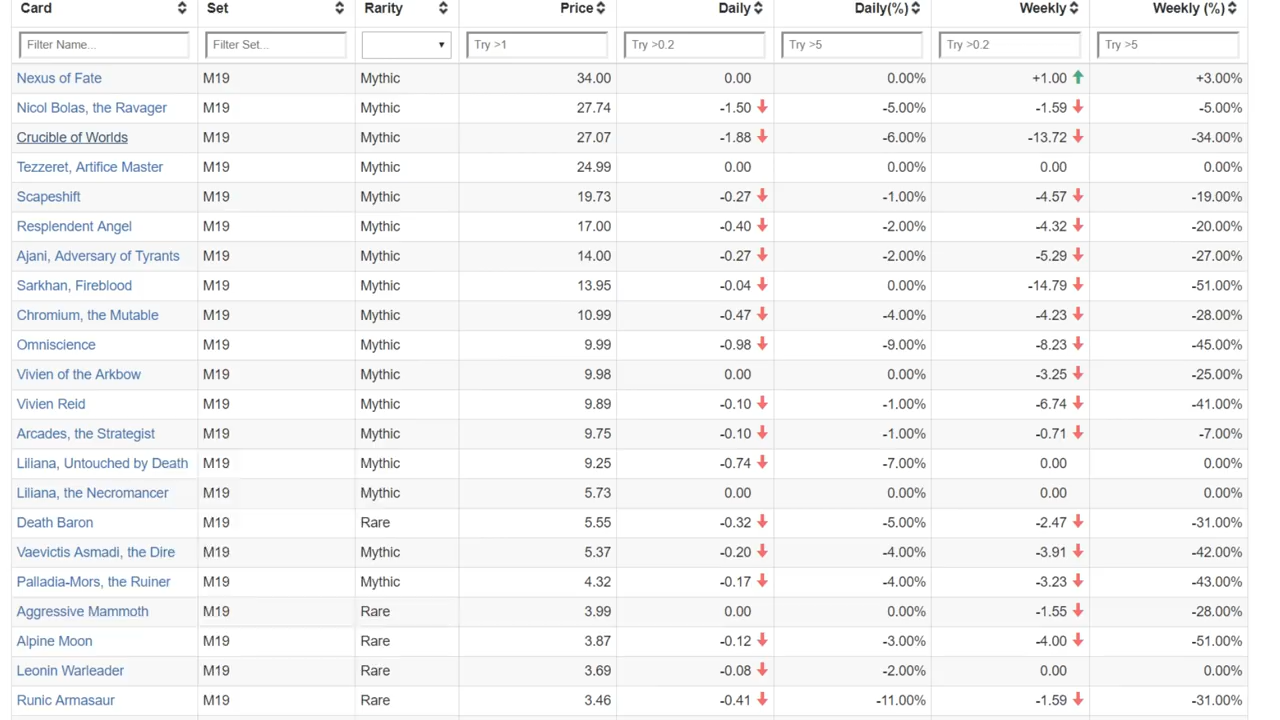 Card Set Rarity Price Daily Daily(%) Weekly Weekly (%)
Filter Name... Filter Set... Try >1 Try >0.2 Try >5 Try >0.2 Try >5
Nexus of Fate M19 Mythic 34.00 0.00 0.00% +1.00 +3.00%
Nicol Bolas, the Ravager M19 Mythic 27.74 -1.50 -5.00% -1.59 -5.00%
Crucible of Worlds M19 Mythic 27.07 -1.88 -6.00% -13.72 -34.00%
Tezzeret, Artifice Master M19 Mythic 24.99 0.00 0.00% 0.00 0.00%
Scapeshift M19 Mythic 19.73 -0.27 -1.00% -4.57 -19.00%
Resplendent Angel M19 Mythic 17.00 -0.40 -2.00% -4.32 -20.00%
Ajani, Adversary of Tyrants M19 Mythic 14.00 -0.27 -2.00% -5.29 -27.00%
Sarkhan, Fireblood M19 Mythic 13.95 -0.04 0.00% -14.79 -51.00%
Chromium, the Mutable M19 Mythic 10.99 -0.47 -4.00% -4.23 -28.00%
Omniscience M19 Mythic 9.99 -0.98 -9.00% -8.23 -45.00%
Vivien of the Arkbow M19 Mythic 9.98 0.00 0.00% -3.25 -25.00%
Vivien Reid M19 Mythic 9.89 -0.10 -1.00% -6.74 -41.00%
Arcades, the Strategist M19 Mythic 9.75 -0.10 -1.00% -0.71 -7.00%
Liliana, Untouched by Death M19 Mythic 9.25 -0.74 -7.00% 0.00 0.00%
Liliana, the Necromancer M19 Mythic 5.73 0.00 0.00% 0.00 0.00%
Death Baron M19 Rare 5.55 -0.32 -5.00% -2.47 -31.00%
Vaevictis Asmadi, the Dire M19 Mythic 5.37 -0.20 -4.00% -3.91 -42.00%
Palladia-Mors, the Ruiner M19 Mythic 4.32 -0.17 -4.00% -3.23 -43.00%
Aggressive Mammoth M19 Rare 3.99 0.00 0.00% -1.55 -28.00%
Alpine Moon M19 Rare 3.87 -0.12 -3.00% -4.00 -51.00%
Leonin Warleader M19 Rare 3.69 -0.08 -2.00% 0.00 0.00%
Runic Armasaur M19 Rare 3.46 -0.41 -11.00% -1.59 -31.00%